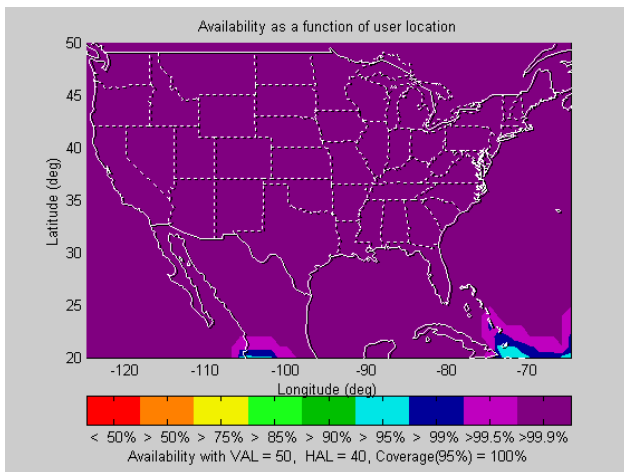 Availability as a function of user location
50
45
40
35
30
25
20
Latitude (deg)
-120 -110 -100 -90 -80 -70
Longitude (deg)
< 50% > 50% > 75% > 85% > 90% > 95% > 99% >99.5% >99.9%
Availability with VAL = 50, HAL = 40, Coverage(95%) = 100%